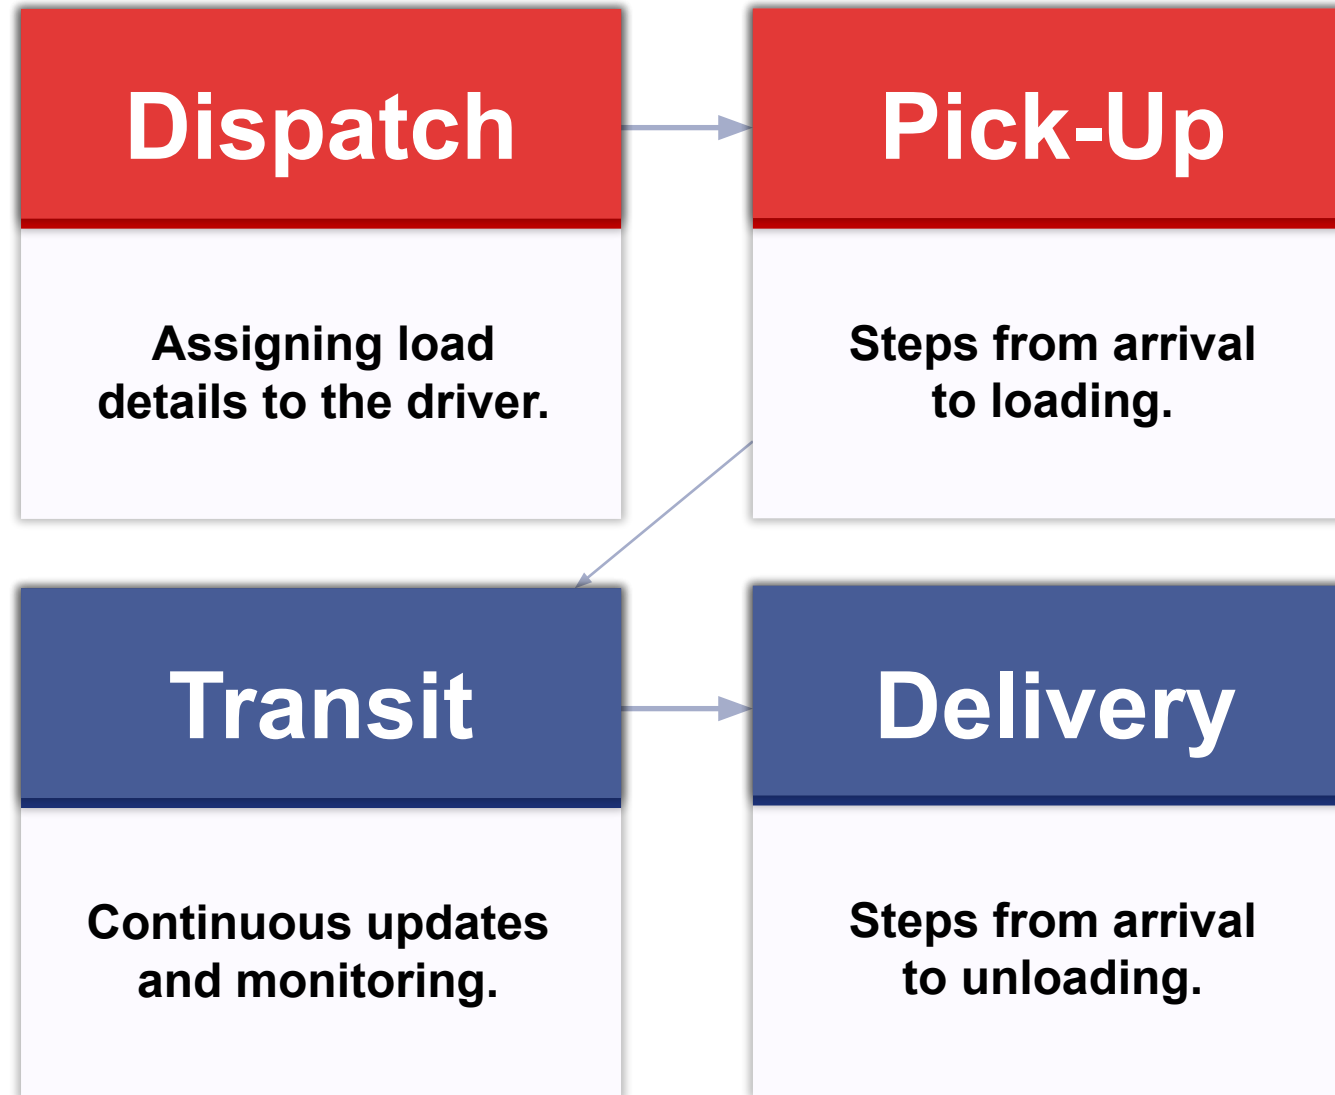 Dispatch
Assigning load
details to the driver.
Pick-Up
Steps from arrival
to loading.
Transit
Continuous updates
and monitoring.
Delivery
Steps from arrival
to unloading.